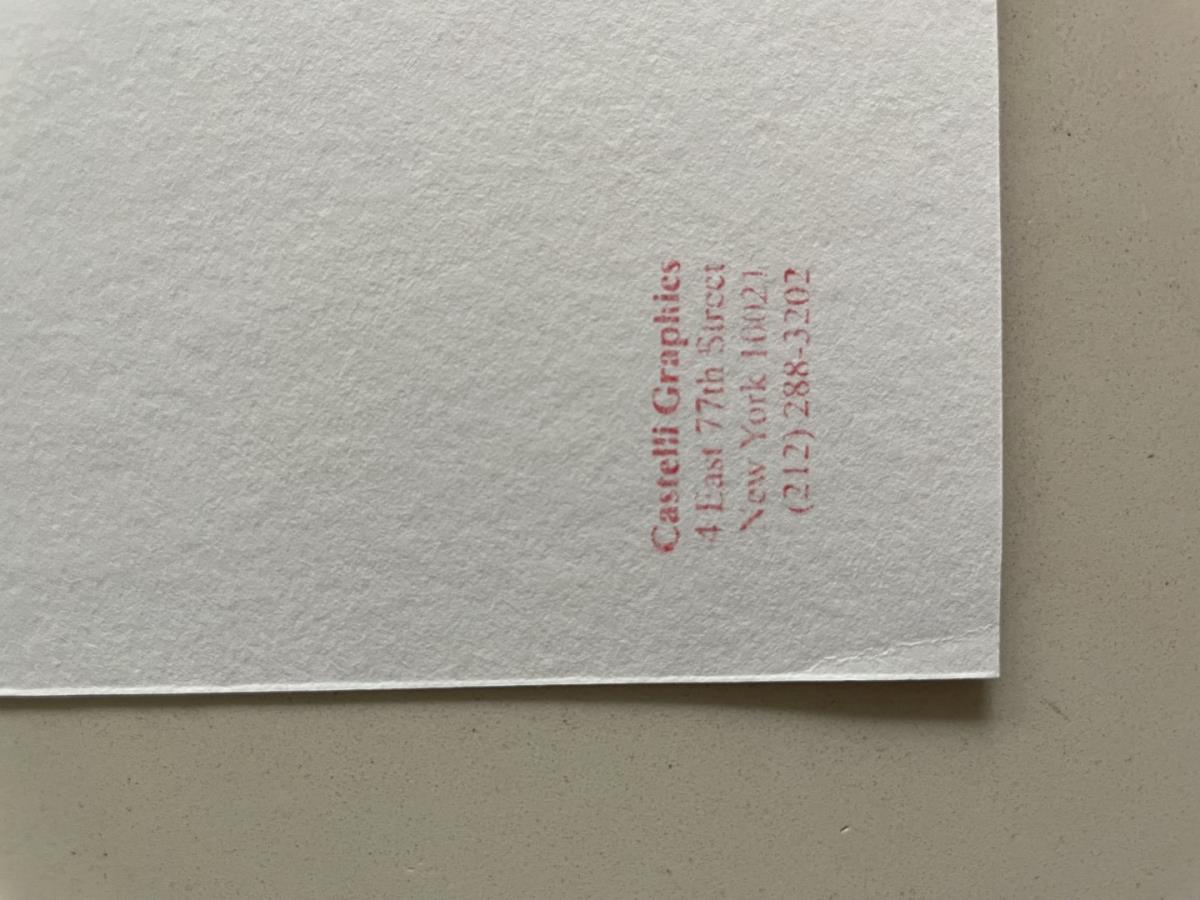 Castelli Graphics
4 East 77th Street
New York 10021
(212) 288-3202